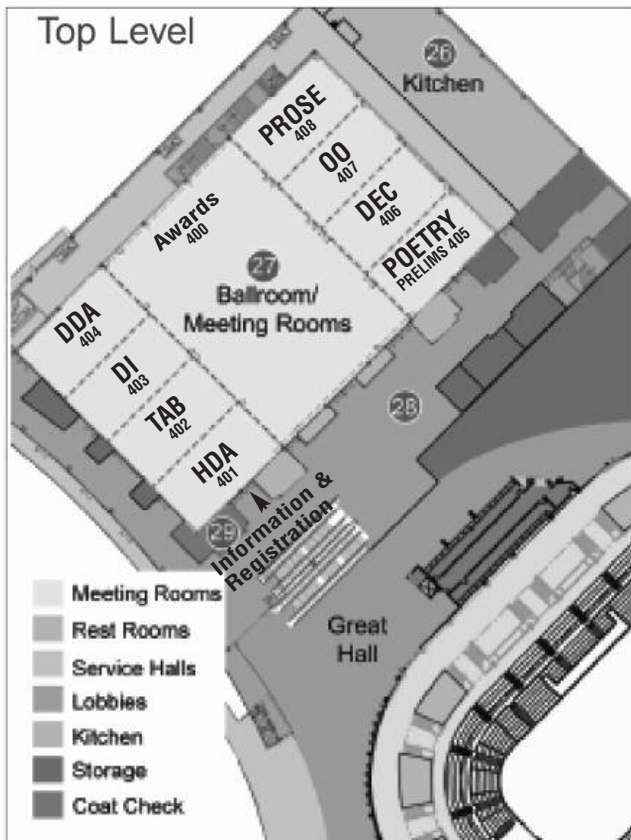 Top Level
26
Kitchen
PROSE
408
OO
407
DEC
406
POETRY
PRELIMS 405
Awards
400
27
Ballroom/
Meeting Rooms
DDA
404
DI
403
TAB
402
HDA
401
28
29
Information &
Registration
Great
Hall
Meeting Rooms
Rest Rooms
Service Halls
Lobbies
Kitchen
Storage
Coat Check